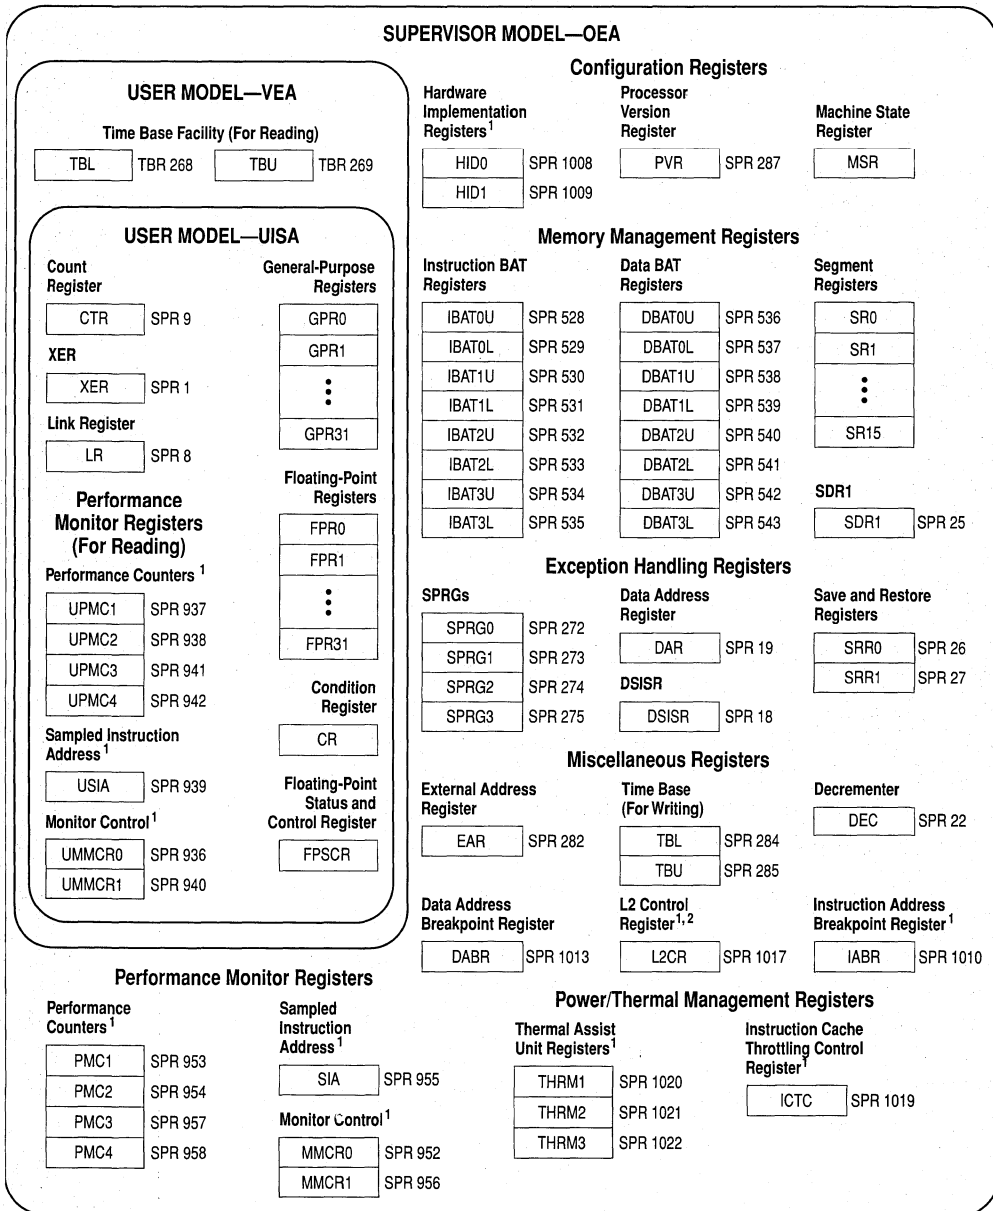 SUPERVISOR MODEL—OEA
USER MODEL—VEA
Time Base Facility (For Reading)
TBL TBR 268 TBU TBR 269
USER MODEL—UISA
Count
Register
CTR SPR 9
XER
XER SPR 1
Link Register
LR SPR 8
Performance
Monitor Registers
(For Reading)
Performance Counters 1
UPMC1 SPR 937
UPMC2 SPR 938
UPMC3 SPR 941
UPMC4 SPR 942
Sampled Instruction
Address 1
USIA SPR 939
Monitor Control 1
UMMCR0 SPR 936
UMMCR1 SPR 940
General-Purpose
Registers
GPR0
GPR1
GPR31
Floating-Point
Registers
FPR0
FPR1
FPR31
Condition
Register
CR
Floating-Point
Status and
Control Register
FPSCR
Configuration Registers
Hardware
Implementation
Registers 1
HID0 SPR 1008
HID1 SPR 1009
Processor
Version
Register
PVR SPR 287
Machine State
Register
MSR
Memory Management Registers
Instruction BAT
Registers
IBAT0U SPR 528
IBAT0L SPR 529
IBAT1U SPR 530
IBAT1L SPR 531
IBAT2U SPR 532
IBAT2L SPR 533
IBAT3U SPR 534
IBAT3L SPR 535
Data BAT
Registers
DBAT0U SPR 536
DBAT0L SPR 537
DBAT1U SPR 538
DBAT1L SPR 539
DBAT2U SPR 540
DBAT2L SPR 541
DBAT3U SPR 542
DBAT3L SPR 543
Segment
Registers
SR0
SR1
SR15
SDR1
SDR1 SPR 25
Exception Handling Registers
SPRGs
SPRG0 SPR 272
SPRG1 SPR 273
SPRG2 SPR 274
SPRG3 SPR 275
Data Address
Register
DAR SPR 19
DSISR
DSISR SPR 18
Save and Restore
Registers
SRR0 SPR 26
SRR1 SPR 27
Miscellaneous Registers
External Address
Register
EAR SPR 282
Time Base
(For Writing)
TBL SPR 284
TBU SPR 285
Decrementer
DEC SPR 22
Data Address
Breakpoint Register
DABR SPR 1013
L2 Control
Register 1, 2
L2CR SPR 1017
Instruction Address
Breakpoint Register 1
IABR SPR 1010
Performance Monitor Registers
Performance
Counters 1
PMC1 SPR 953
PMC2 SPR 954
PMC3 SPR 957
PMC4 SPR 958
Sampled
Instruction
Address 1
SIA SPR 955
Monitor Control 1
MMCR0 SPR 952
MMCR1 SPR 956
Power/Thermal Management Registers
Thermal Assist
Unit Registers 1
THRM1 SPR 1020
THRM2 SPR 1021
THRM3 SPR 1022
Instruction Cache
Throttling Control
Register 1
ICTC SPR 1019